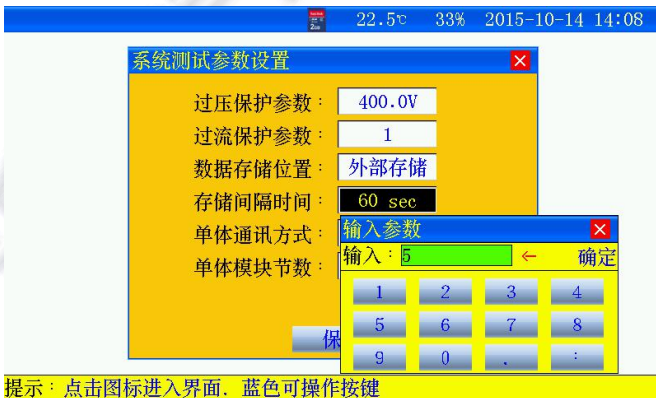 22.5℃ 33% 2015-10-14 14:08
系统测试参数设置
过压保护参数： 400.0V
过流保护参数： 1
数据存储位置： 外部存储
存储间隔时间： 60 sec
单体通讯方式：
单体模块节数：
保
输入参数
输入：5 ← 确定
1 2 3 4
5 6 7 8
9 0 . :
提示：点击图标进入界面. 蓝色可操作按键